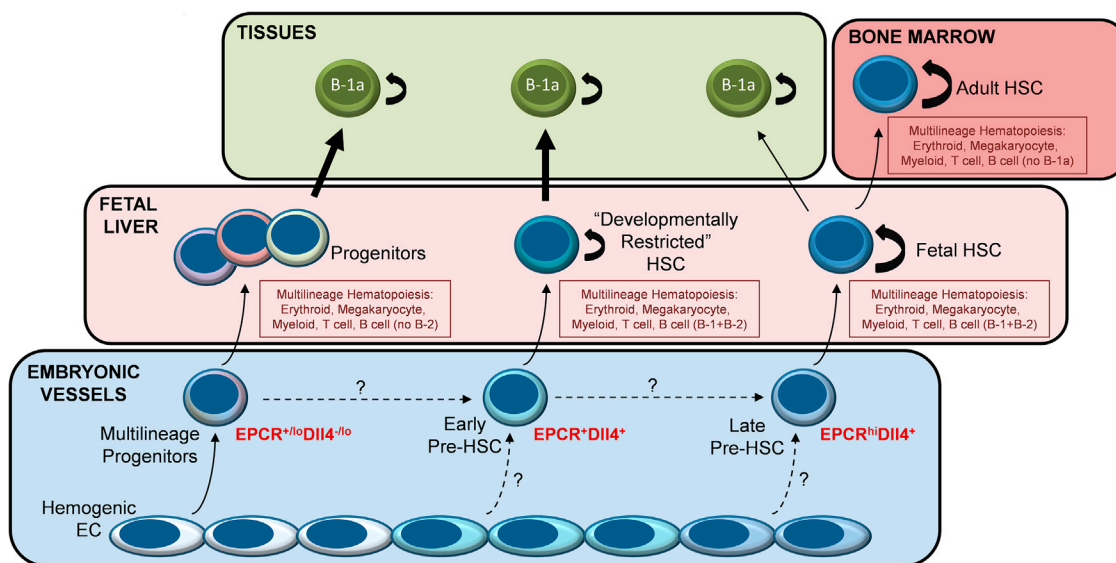 TISSUES
BONE MARROW
B-1a
B-1a
B-1a
Adult HSC
Multilineage Hematopoiesis:
Erythroid, Megakaryocyte,
Myeloid, T cell, B cell (no B-1a)
FETAL
LIVER
Progenitors
"Developmentally
Restricted"
HSC
Fetal HSC
Multilineage Hematopoiesis:
Erythroid, Megakaryocyte,
Myeloid, T cell, B cell (no B-2)
Multilineage Hematopoiesis:
Erythroid, Megakaryocyte,
Myeloid, T cell, B cell (B-1+B-2)
Multilineage Hematopoiesis:
Erythroid, Megakaryocyte,
Myeloid, T cell, B cell (B-1+B-2)
EMBRYONIC
VESSELS
?
?
Multilineage
Progenitors
EPCR+/loDll4-/lo
Early
Pre-HSC
EPCR+Dll4+
Late
Pre-HSC
EPCRhiDll4+
?
?
Hemogenic
EC